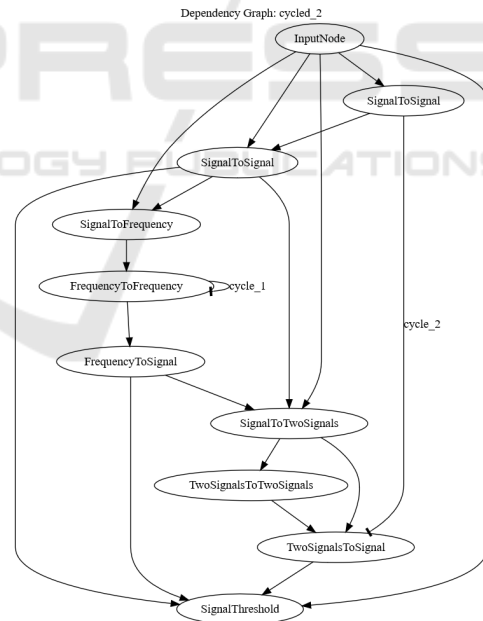 Dependency Graph: cycled_2
InputNode
SignalToSignal
SignalToSignal
SignalToFrequency
FrequencyToFrequency
cycle_1
cycle_2
FrequencyToSignal
SignalToTwoSignals
TwoSignalsToTwoSignals
TwoSignalsToSignal
SignalThreshold